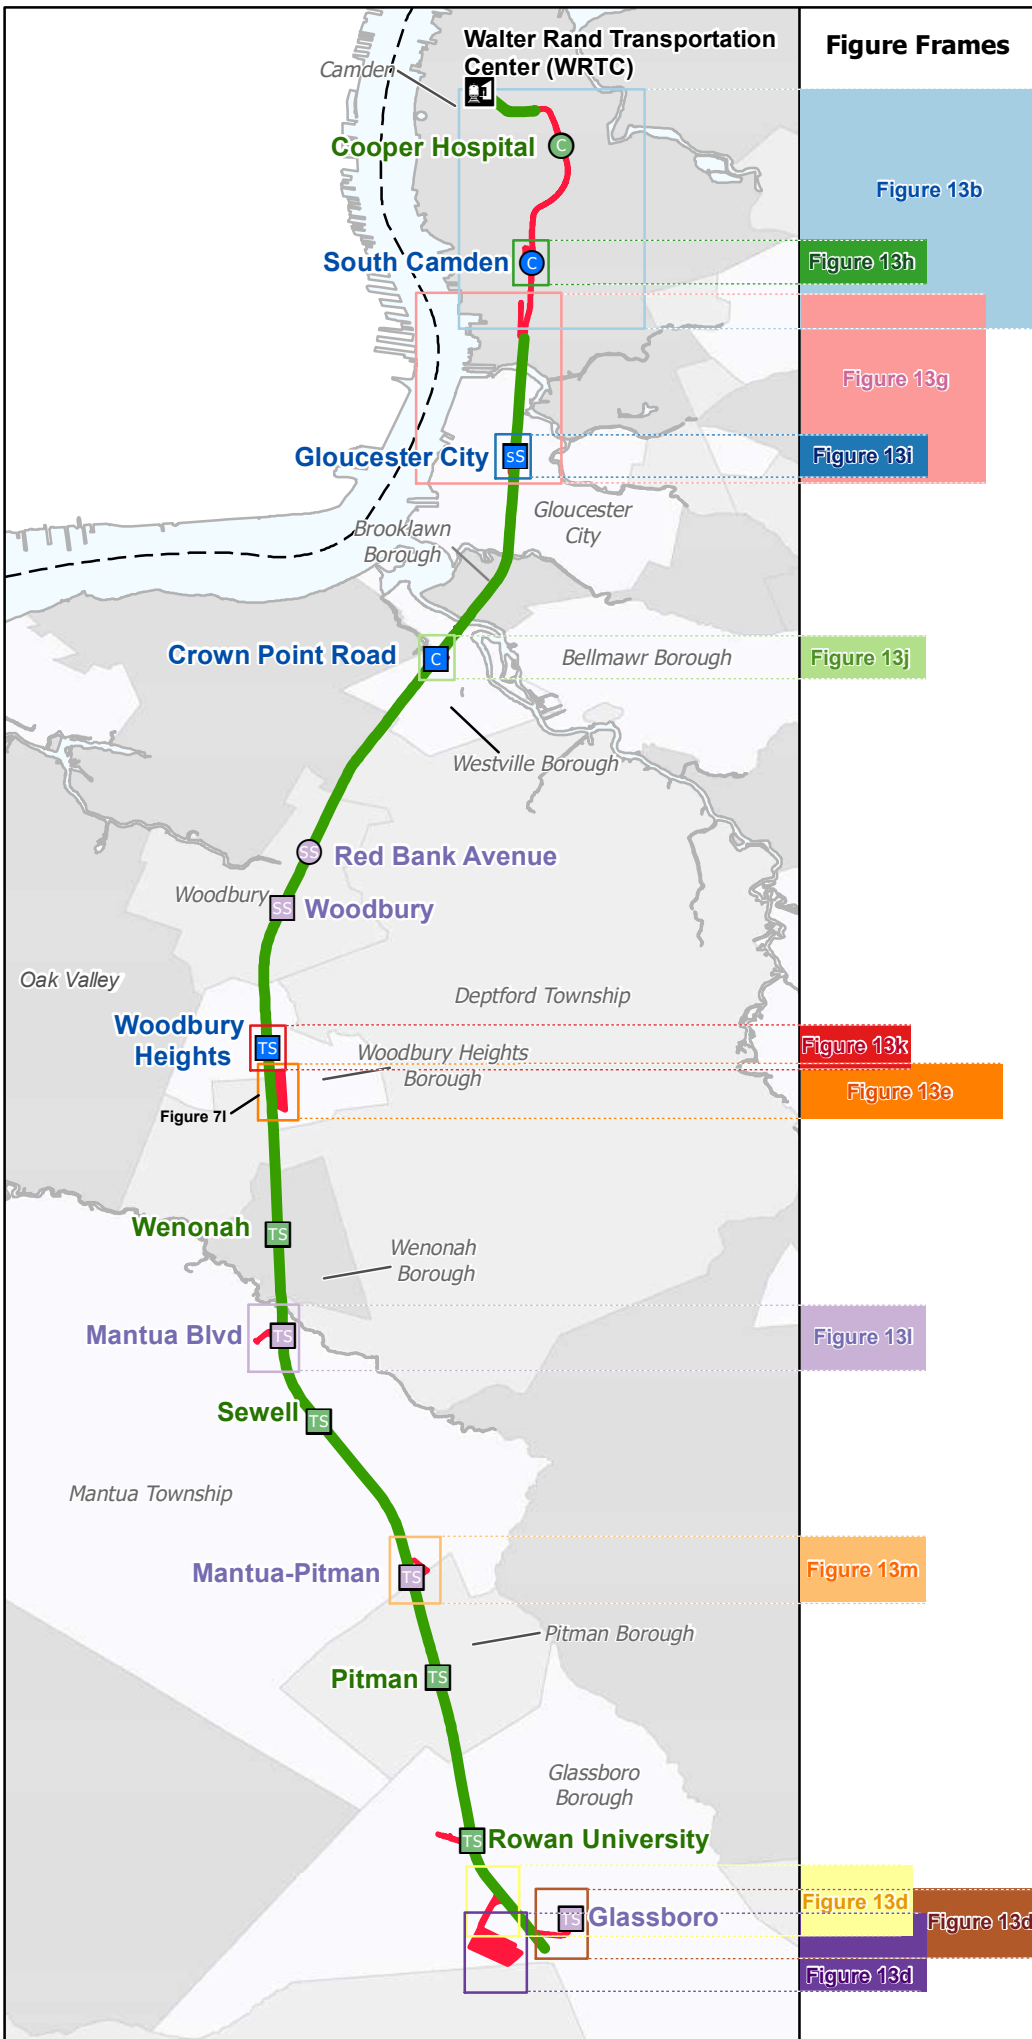 Walter Rand Transportation
Center (WRTC)
Figure Frames
Camden
Cooper Hospital
C
Figure 13b
South Camden
C
Figure 13h
Figure 13g
Gloucester City
SS
Figure 13i
Gloucester
City
Brooklawn
Borough
Crown Point Road
C
Bellmawr Borough
Figure 13j
Westville Borough
SS
Red Bank Avenue
Woodbury
SS
Woodbury
Oak Valley
Deptford Township
Woodbury
Heights
TS
Woodbury Heights
Borough
Figure 13k
Figure 13e
Figure 7l
Wenonah
TS
Wenonah
Borough
Mantua Blvd
TS
Figure 13l
Sewell
TS
Mantua Township
Mantua-Pitman
TS
Figure 13m
Pitman Borough
Pitman
TS
Glassboro
Borough
TS
Rowan University
Figure 13d
TS
Glassboro
Figure 13d
Figure 13d